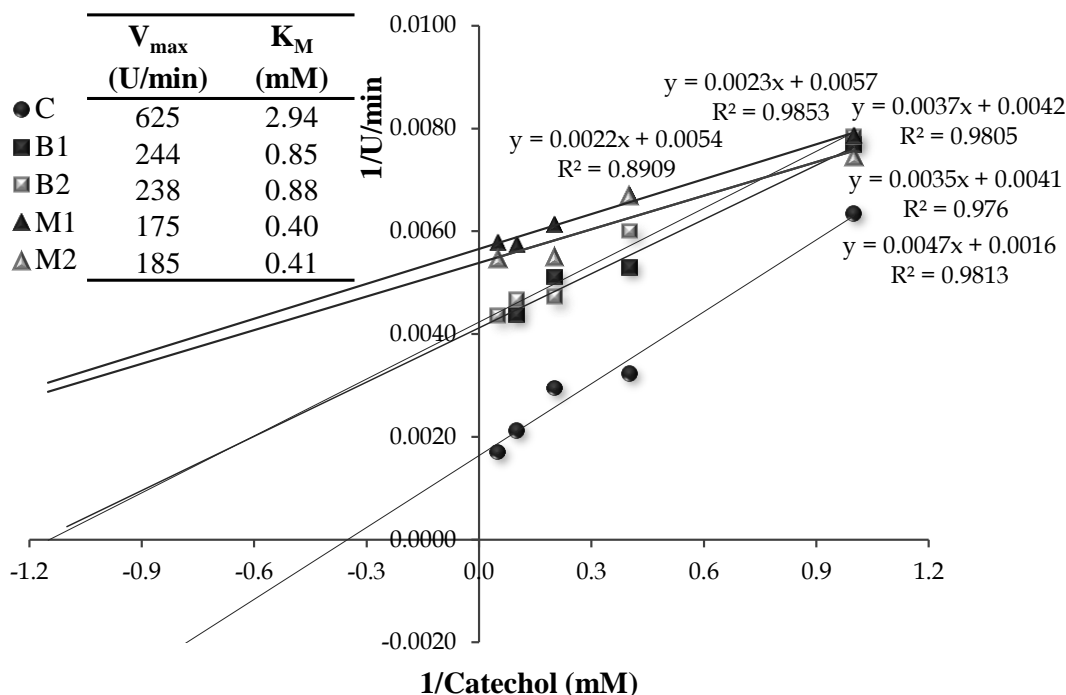 Vmax K_M
(U/min) (mM)
C 625 2.94
B1 244 0.85
B2 238 0.88
M1 175 0.40
M2 185 0.41
1/U/min
0.0100
0.0080
0.0060
0.0040
0.0020
0.0000
-0.0020
y = 0.0023x + 0.0057
R² = 0.9853
y = 0.0037x + 0.0042
R² = 0.9805
y = 0.0022x + 0.0054
R² = 0.8909
y = 0.0035x + 0.0041
R² = 0.976
y = 0.0047x + 0.0016
R² = 0.9813
-1.2 -0.9 -0.6 -0.3 0.0 0.3 0.6 0.9 1.2
1/Catechol (mM)